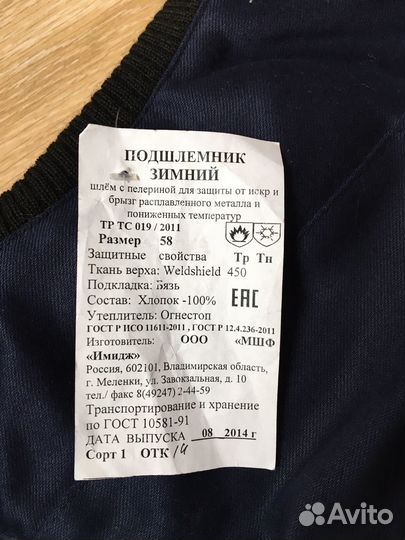 ПОДШЛЕМНИК
ЗИМНИЙ
шлём с пелериной для защиты от искр и
брызг расплавленного металла и
пониженных температур
ТР ТС 019 / 2011
Размер 58
Защитные свойства Тр Тн
Ткань верха: Weldshield 450
Подкладка: Бязь
Состав: Хлопок -100%
ЕАС
Утеплитель: Огнестоп
ГОСТ Р ИСО 11611-2011 , ГОСТ Р 12.4.236-2011
Изготовитель: ООО «МШФ
«Имидж»
Россия, 602101, Владимирская область,
г. Меленки, ул. Завокзальная, д. 10
тел./ факс 8(49247) 2-44-59
Транспортирование и хранение
по ГОСТ 10581-91
ДАТА ВЫПУСКА 08 2014 г
Сорт 1 ОТК
Avito